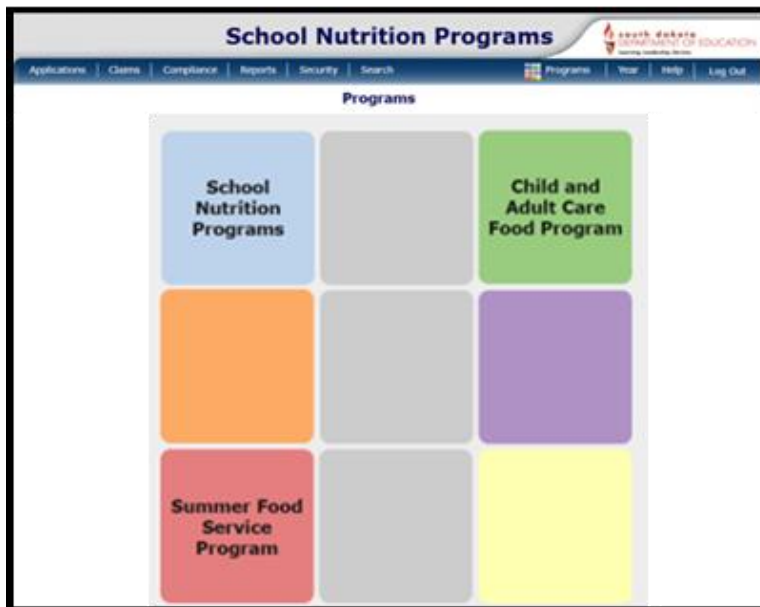 School Nutrition Programs
south dakota
DEPARTMENT OF EDUCATION
Applications | Claims | Compliance | Reports | Security | Search
Programs | Year | Help | Log Out
Programs
School
Nutrition
Programs
Child and
Adult Care
Food Program
Summer Food
Service
Program